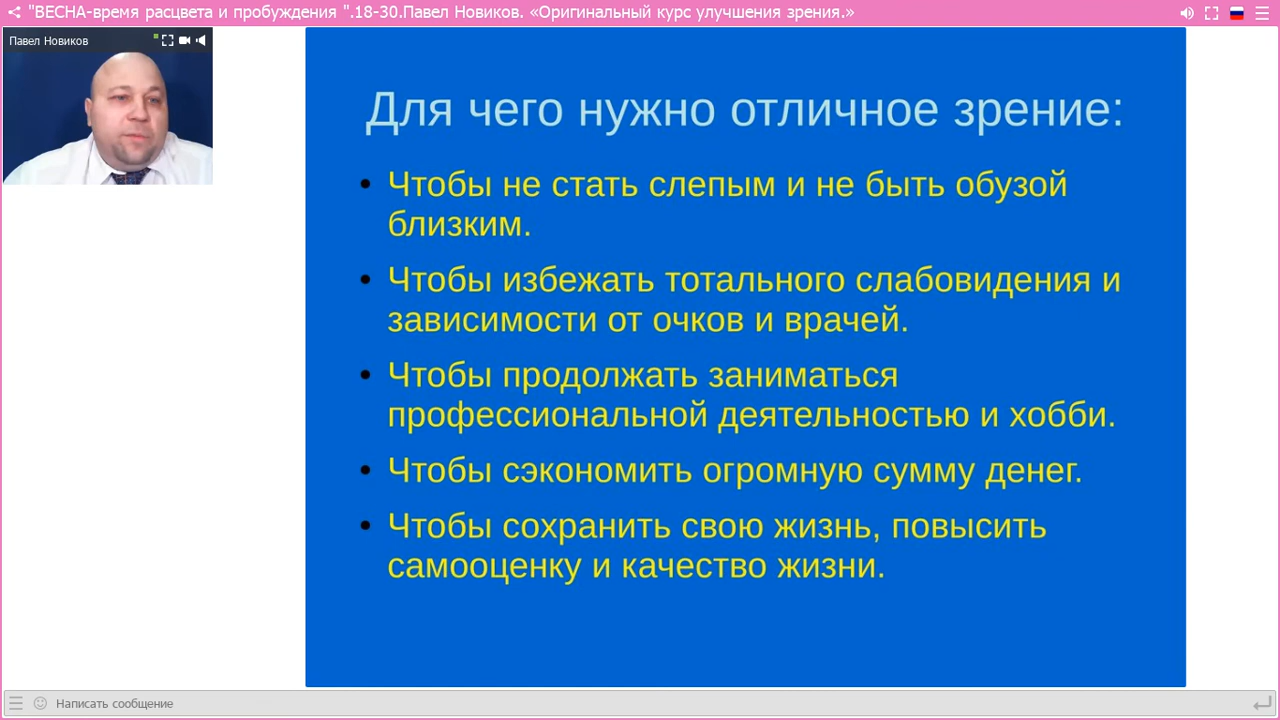 "ВЕСНА-время расцвета и пробуждения ".18-30.Павел Новиков. «Оригинальный курс улучшения зрения.»
Павел Новиков
Для чего нужно отличное зрение:
Чтобы не стать слепым и не быть обузой
близким.
Чтобы избежать тотального слабовидения и
зависимости от очков и врачей.
Чтобы продолжать заниматься
профессиональной деятельностью и хобби.
Чтобы сэкономить огромную сумму денег.
Чтобы сохранить свою жизнь, повысить
самооценку и качество жизни.
Написать сообщение